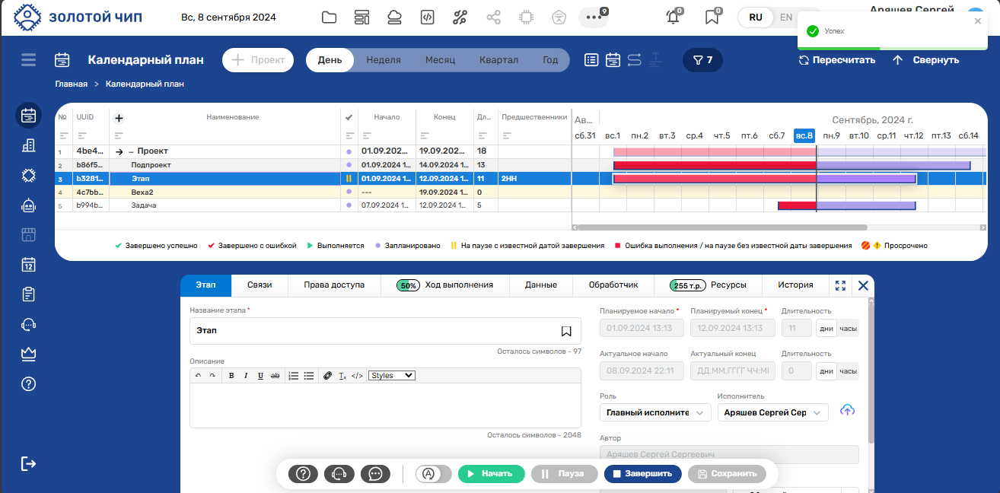 ЗОЛОТОЙ ЧИП
Вс, 8 сентября 2024
9
0
0
RU EN
Аряшев Сергей
Успех
Календарный план
Проект
День Неделя Месяц Квартал Год
7
Пересчитать
Свернуть
Главная > Календарный план
№ UUID Наименование Начало Конец Дл... Предшественники
Ав... Сентябрь, 2024 г.
сб.31 вс.1 пн.2 вт.3 ср.4 чт.5 пт.6 сб.7 вс.8 пн.9 вт.10 ср.11 чт.12 пт.13 сб.14
1 4be4... – Проект 01.09.202... 19.09.202... 18
2 b86f5... Подпроект 01.09.2024 1... 14.09.2024 1... 13
3 b3281... Этап 01.09.2024 1... 12.09.2024 1... 11 2НН
4 4c7bb... Веха2 --- 19.09.2024 1... 0
5 b994b... Задача 07.09.2024 1... 12.09.2024 1... 5
Завершено успешно Завершено с ошибкой Выполняется Запланировано На паузе с известной датой завершения Ошибка выполнения / на паузе без известной даты завершения Просрочено
12
Этап Связи Права доступа 50% Ход выполнения Данные Обработчик 255 т.р. Ресурсы История
Название этапа *
Этап
Осталось символов - 97
Описание
B I U ab Tx </> Styles
Осталось символов - 2048
Планируемое начало * Планируемый конец * Длительность
01.09.2024 13:13 12.09.2024 13:13 11 дни часы
Актуальное начало Актуальный конец Длительность
08.09.2024 22:11 ДД.ММ.ГГГГ ЧЧ:МІ 0 дни часы
Роль Исполнитель
Главный исполните Аряшев Сергей Сер
Автор
Аряшев Сергей Сергеевич
A Начать Пауза Завершить Сохранить